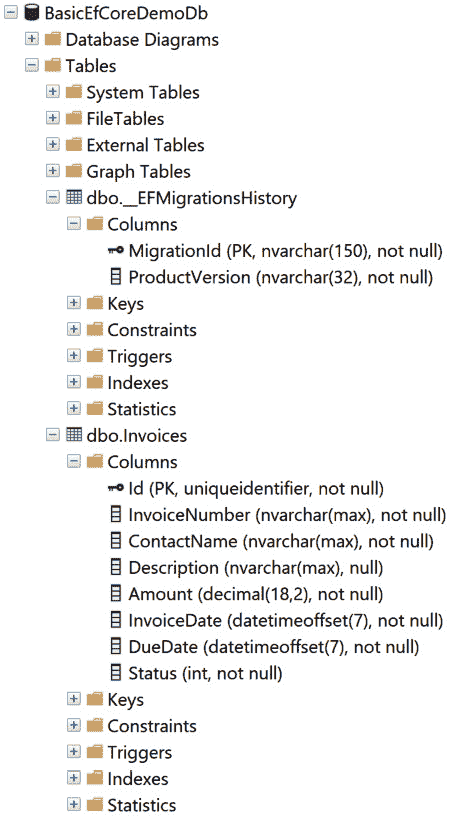 BasicEfCoreDemoDb
Database Diagrams
Tables
System Tables
FileTables
External Tables
Graph Tables
dbo.__EFMigrationsHistory
Columns
MigrationId (PK, nvarchar(150), not null)
ProductVersion (nvarchar(32), not null)
Keys
Constraints
Triggers
Indexes
Statistics
dbo.Invoices
Columns
Id (PK, uniqueidentifier, not null)
InvoiceNumber (nvarchar(max), not null)
ContactName (nvarchar(max), not null)
Description (nvarchar(max), null)
Amount (decimal(18,2), not null)
InvoiceDate (datetimeoffset(7), not null)
DueDate (datetimeoffset(7), not null)
Status (int, not null)
Keys
Constraints
Triggers
Indexes
Statistics